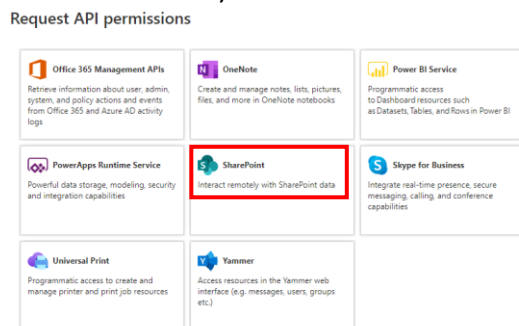 Request API permissions
Office 365 Management APIs
Retrieve information about user, admin,
system, and policy actions and events
from Office 365 and Azure AD activity
logs
OneNote
Create and manage notes, lists, pictures,
files, and more in OneNote notebooks
Power BI Service
Programmatic access
to Dashboard resources such
as Datasets, Tables, and Rows in Power BI
PowerApps Runtime Service
Powerful data storage, modeling, security
and integration capabilities
SharePoint
Interact remotely with SharePoint data
Skype for Business
Integrate real-time presence, secure
messaging, calling, and conference
capabilities
Universal Print
Programmatic access to create and
manage printer and print job resources
Yammer
Access resources in the Yammer web
interface (e.g. messages, users, groups
etc.)